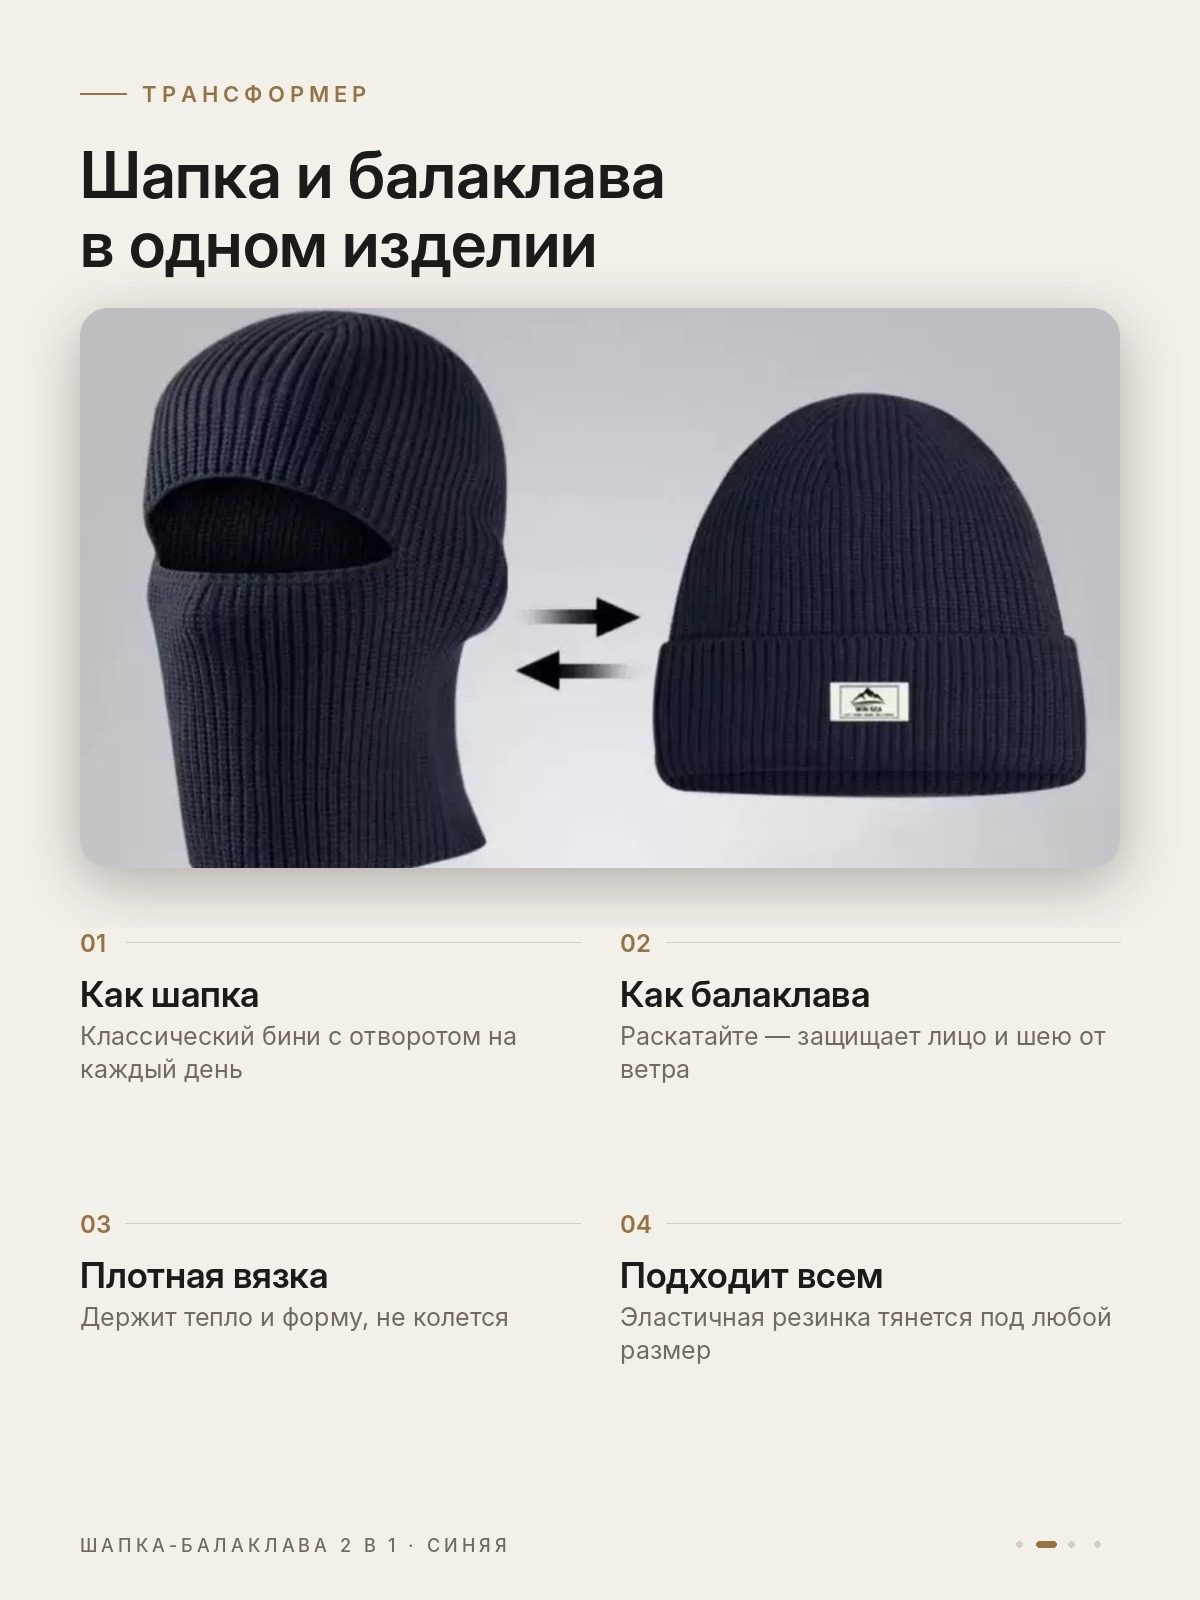 ТРАНСФОРМЕР
Шапка и балаклава
в одном изделии
WIN SEA
01
Как шапка
Классический бини с отворотом на
каждый день
02
Как балаклава
Раскатайте — защищает лицо и шею от
ветра
03
Плотная вязка
Держит тепло и форму, не колется
04
Подходит всем
Эластичная резинка тянется под любой
размер
ШАПКА-БАЛАКЛАВА 2 В 1 · СИНЯЯ